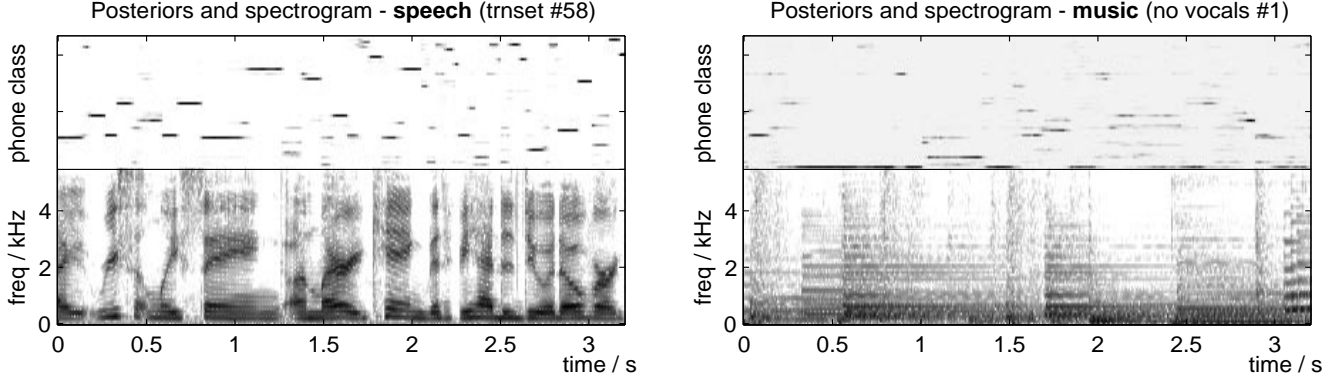 Posteriors and spectrogram - speech (trnset #58)
phone class
freq / kHz
4
2
0
0 0.5 1 1.5 2 2.5 3
time / s
Posteriors and spectrogram - music (no vocals #1)
phone class
freq / kHz
4
2
0
0 0.5 1 1.5 2 2.5 3
time / s